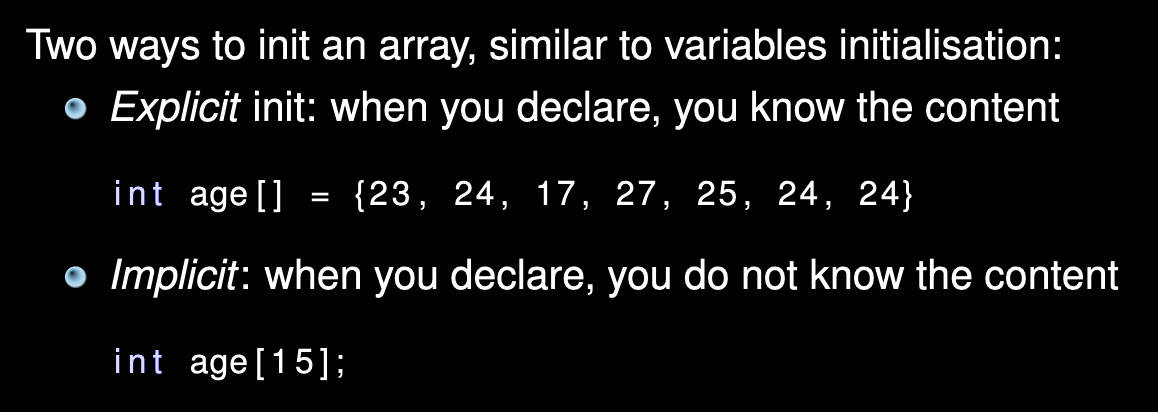 Two ways to init an array, similar to variables initialisation:
Explicit init: when you declare, you know the content
int age[] = {23, 24, 17, 27, 25, 24, 24}
Implicit: when you declare, you do not know the content
int age[15];